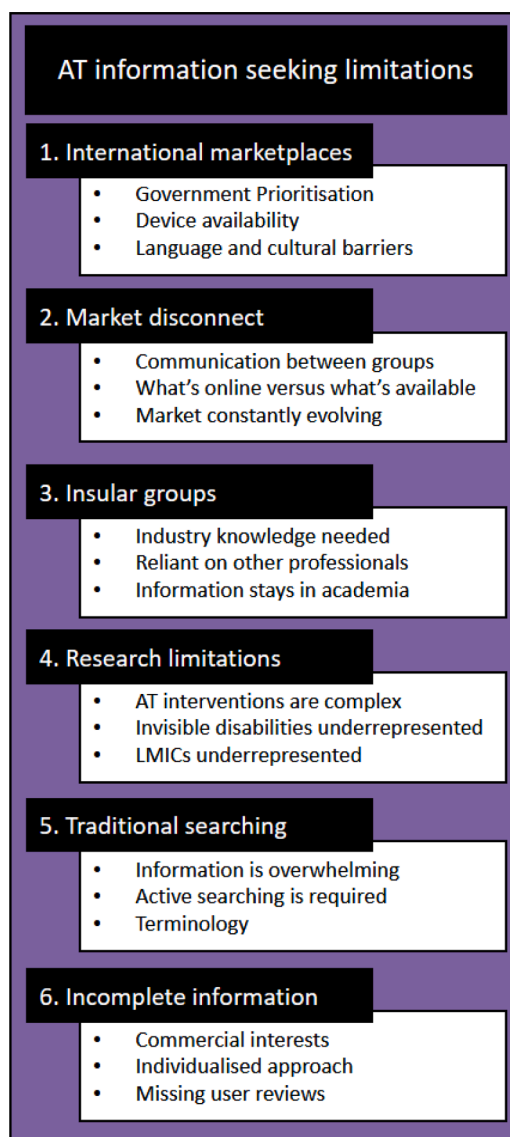 AT information seeking limitations
1. International marketplaces
• Government Prioritisation
• Device availability
• Language and cultural barriers
2. Market disconnect
• Communication between groups
• What's online versus what's available
• Market constantly evolving
3. Insular groups
• Industry knowledge needed
• Reliant on other professionals
• Information stays in academia
4. Research limitations
• AT interventions are complex
• Invisible disabilities underrepresented
• LMICs underrepresented
5. Traditional searching
• Information is overwhelming
• Active searching is required
• Terminology
6. Incomplete information
• Commercial interests
• Individualised approach
• Missing user reviews